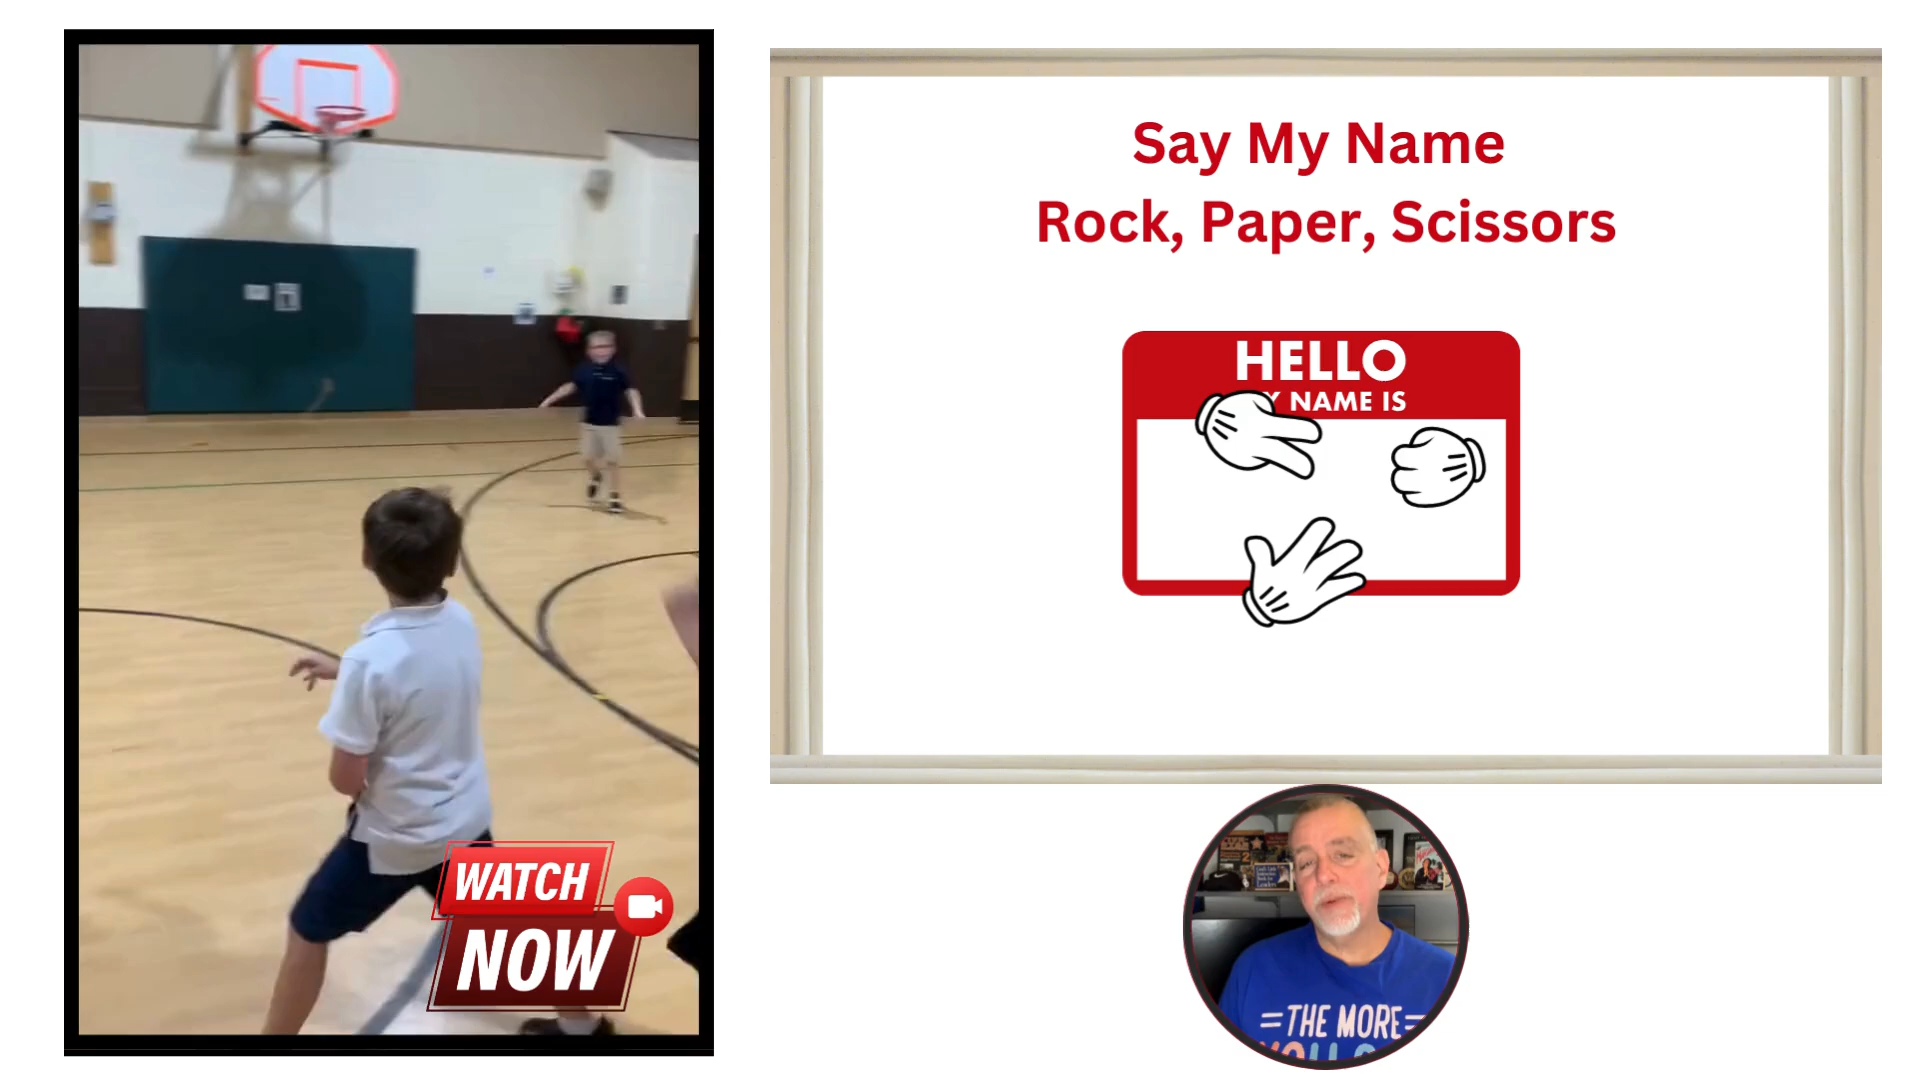 Say My Name
Rock, Paper, Scissors
HELLO
Y NAME IS
WATCH
NOW
=THE MORE=